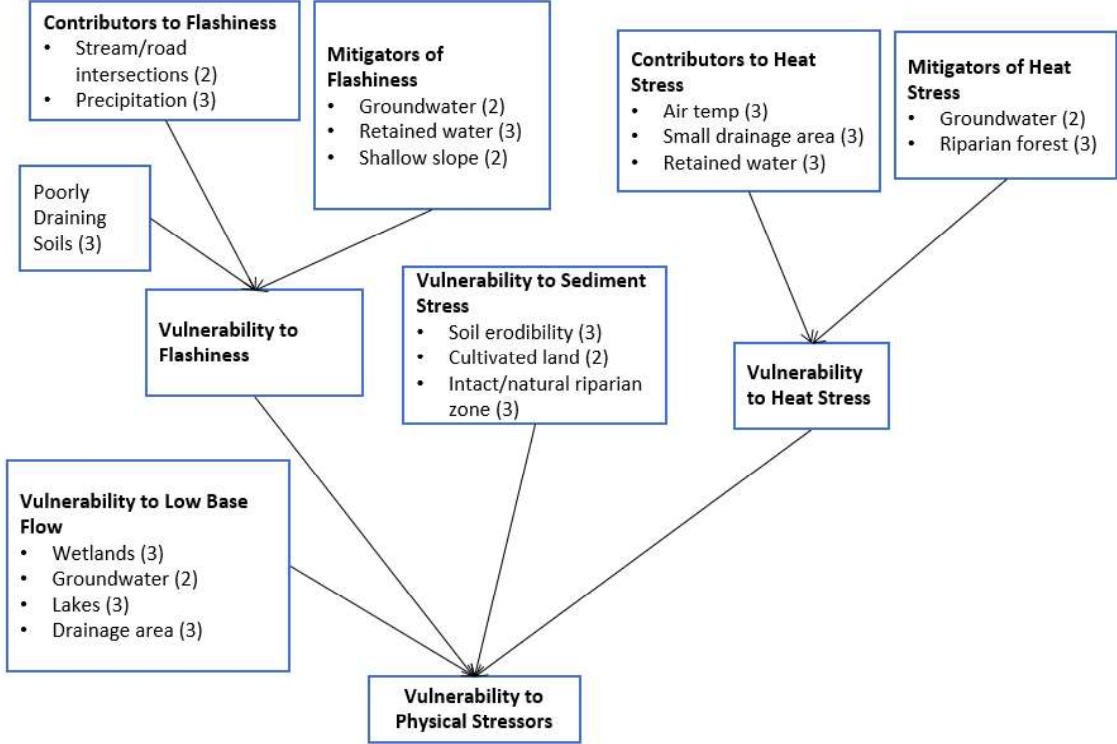 Contributors to Flashiness
• Stream/road
intersections (2)
• Precipitation (3)
Mitigators of
Flashiness
• Groundwater (2)
• Retained water (3)
• Shallow slope (2)
Contributors to Heat
Stress
• Air temp (3)
• Small drainage area (3)
• Retained water (3)
Mitigators of Heat
Stress
• Groundwater (2)
• Riparian forest (3)
Poorly
Draining
Soils (3)
Vulnerability to
Flashiness
Vulnerability to Sediment
Stress
• Soil erodibility (3)
• Cultivated land (2)
• Intact/natural riparian
zone (3)
Vulnerability
to Heat Stress
Vulnerability to Low Base
Flow
• Wetlands (3)
• Groundwater (2)
• Lakes (3)
• Drainage area (3)
Vulnerability to
Physical Stressors